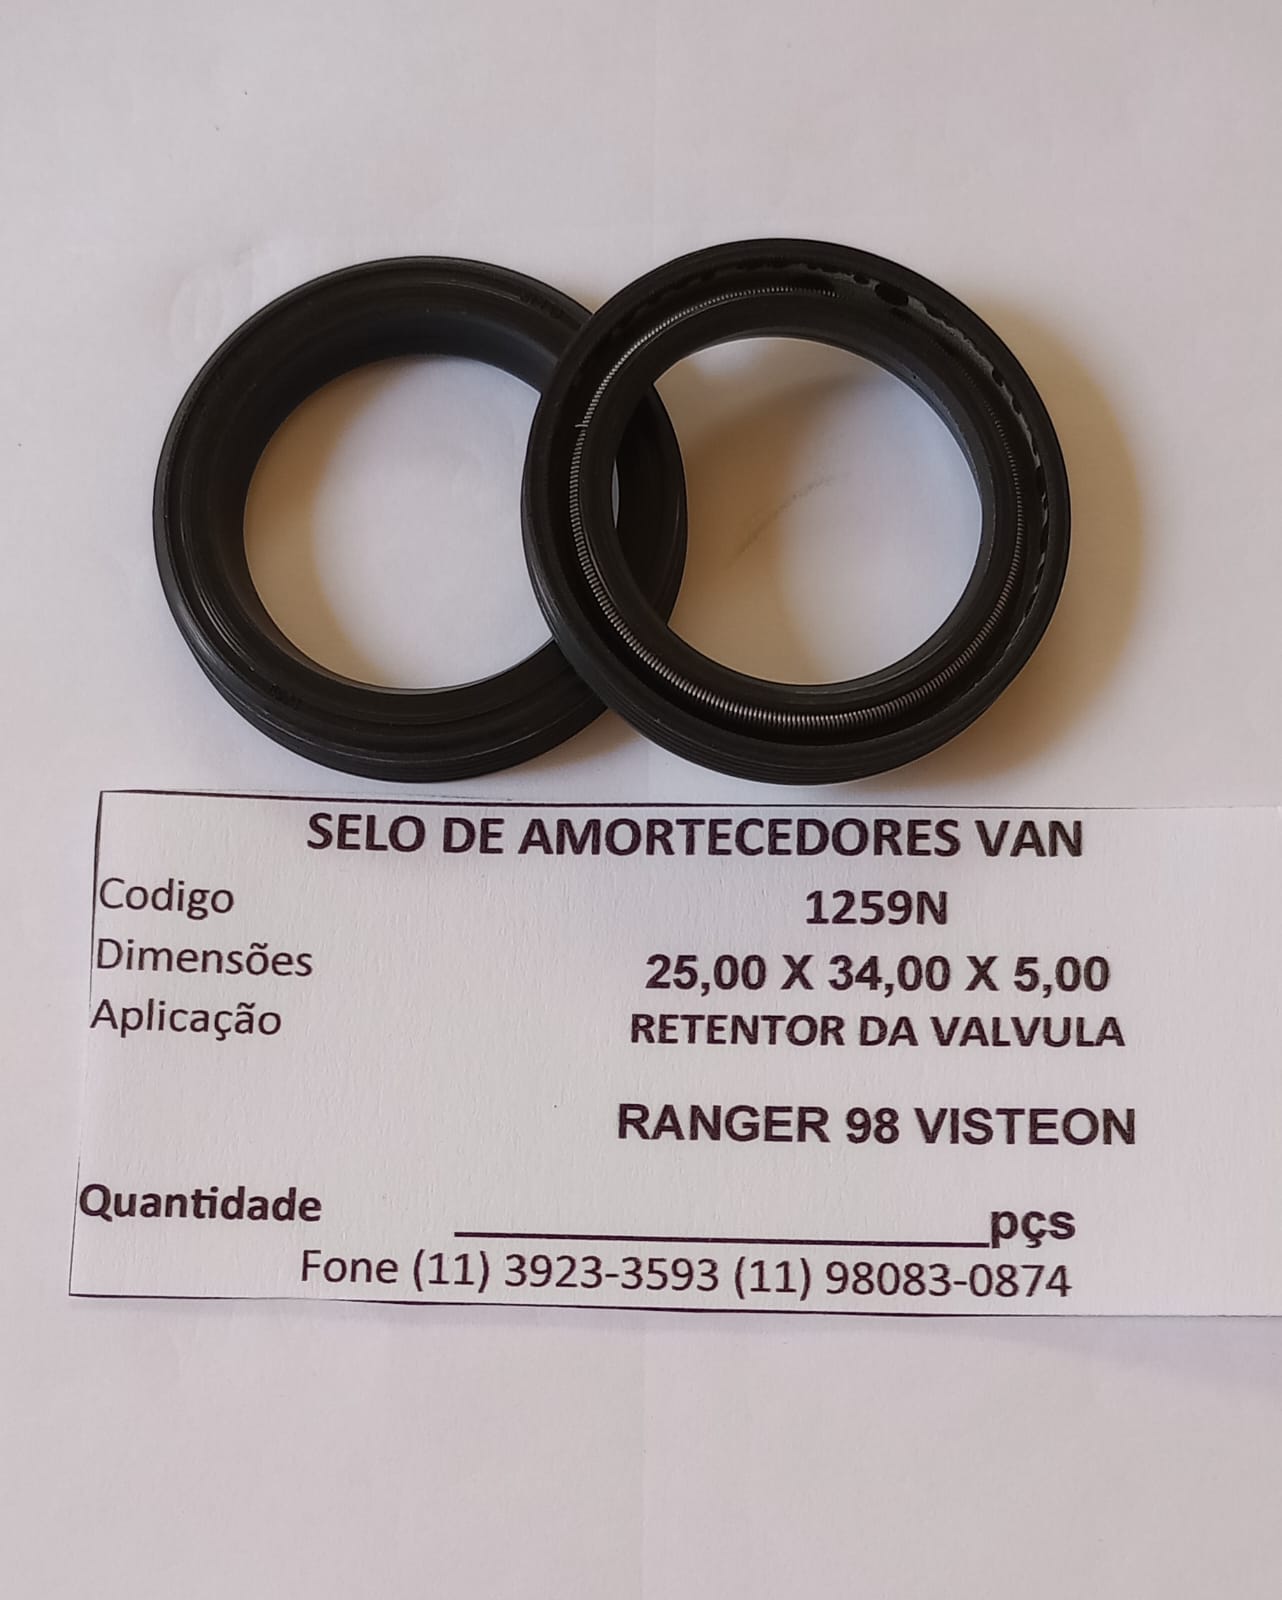 SELO DE AMORTECEDORES VAN
Codigo 1259N
Dimensões 25,00 X 34,00 X 5,00
Aplicação RETENTOR DA VALVULA
RANGER 98 VISTEON
Quantidade ____________________pçs
Fone (11) 3923-3593 (11) 98083-0874